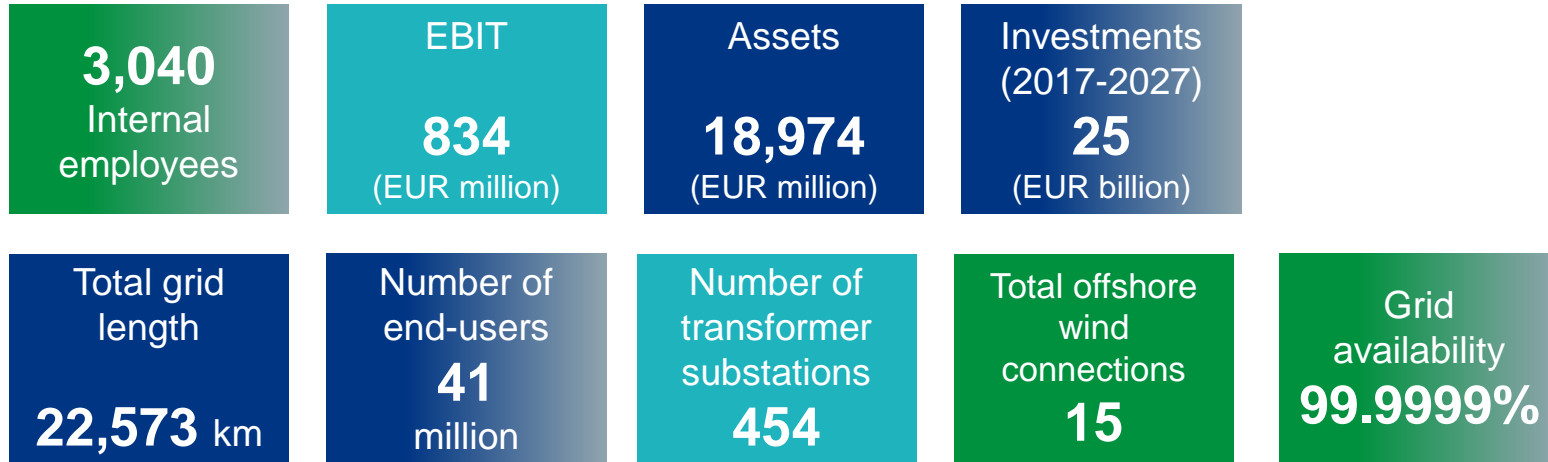 3,040
Internal
employees
EBIT
834
(EUR million)
Assets
18,974
(EUR million)
Investments
(2017-2027)
25
(EUR billion)
Total grid
length
22,573 km
Number of
end-users
41
million
Number of
transformer
substations
454
Total offshore
wind
connections
15
Grid
availability
99.9999%